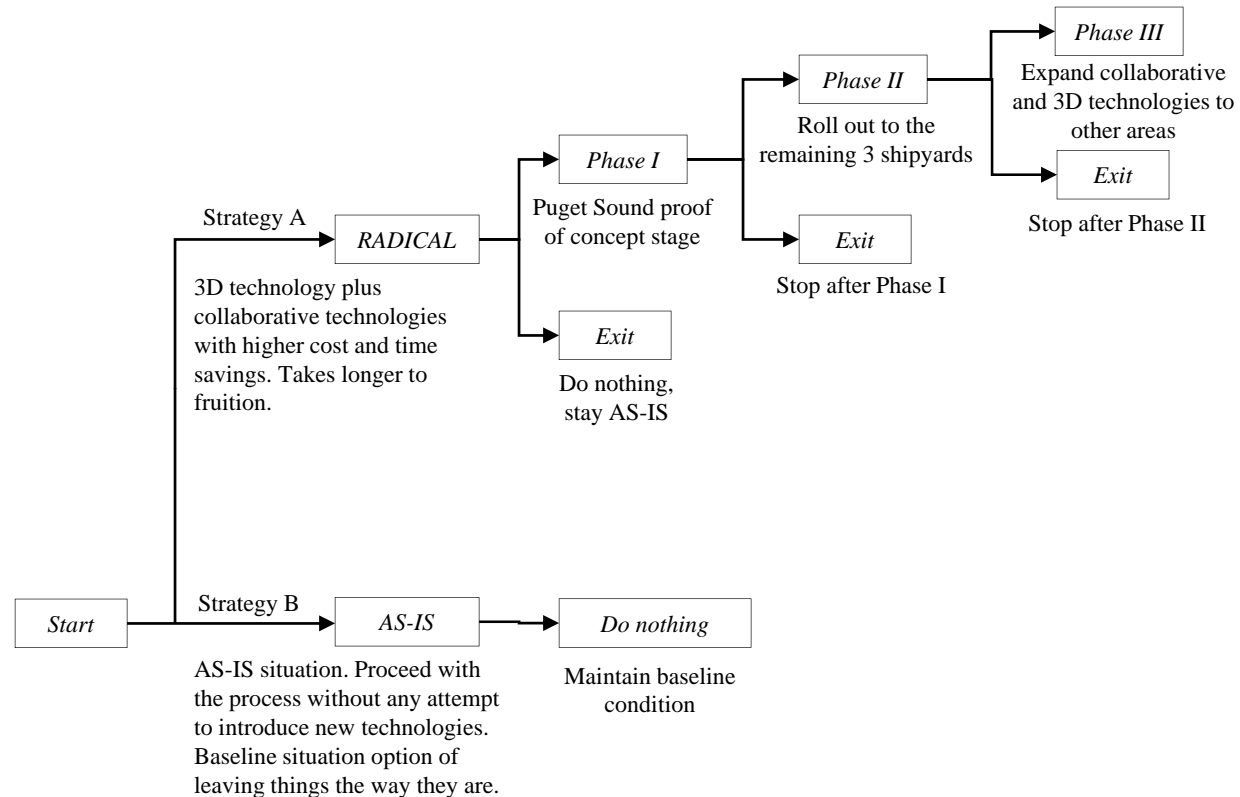 Phase III
Expand collaborative
and 3D technologies to
other areas
Phase II
Roll out to the
remaining 3 shipyards
Exit
Stop after Phase II
Phase I
Puget Sound proof
of concept stage
Exit
Stop after Phase I
Strategy A
RADICAL
3D technology plus
collaborative technologies
with higher cost and time
savings. Takes longer to
fruition.
Exit
Do nothing,
stay AS-IS
Start
Strategy B
AS-IS
AS-IS situation. Proceed with
the process without any attempt
to introduce new technologies.
Baseline situation option of
leaving things the way they are.
Do nothing
Maintain baseline
condition